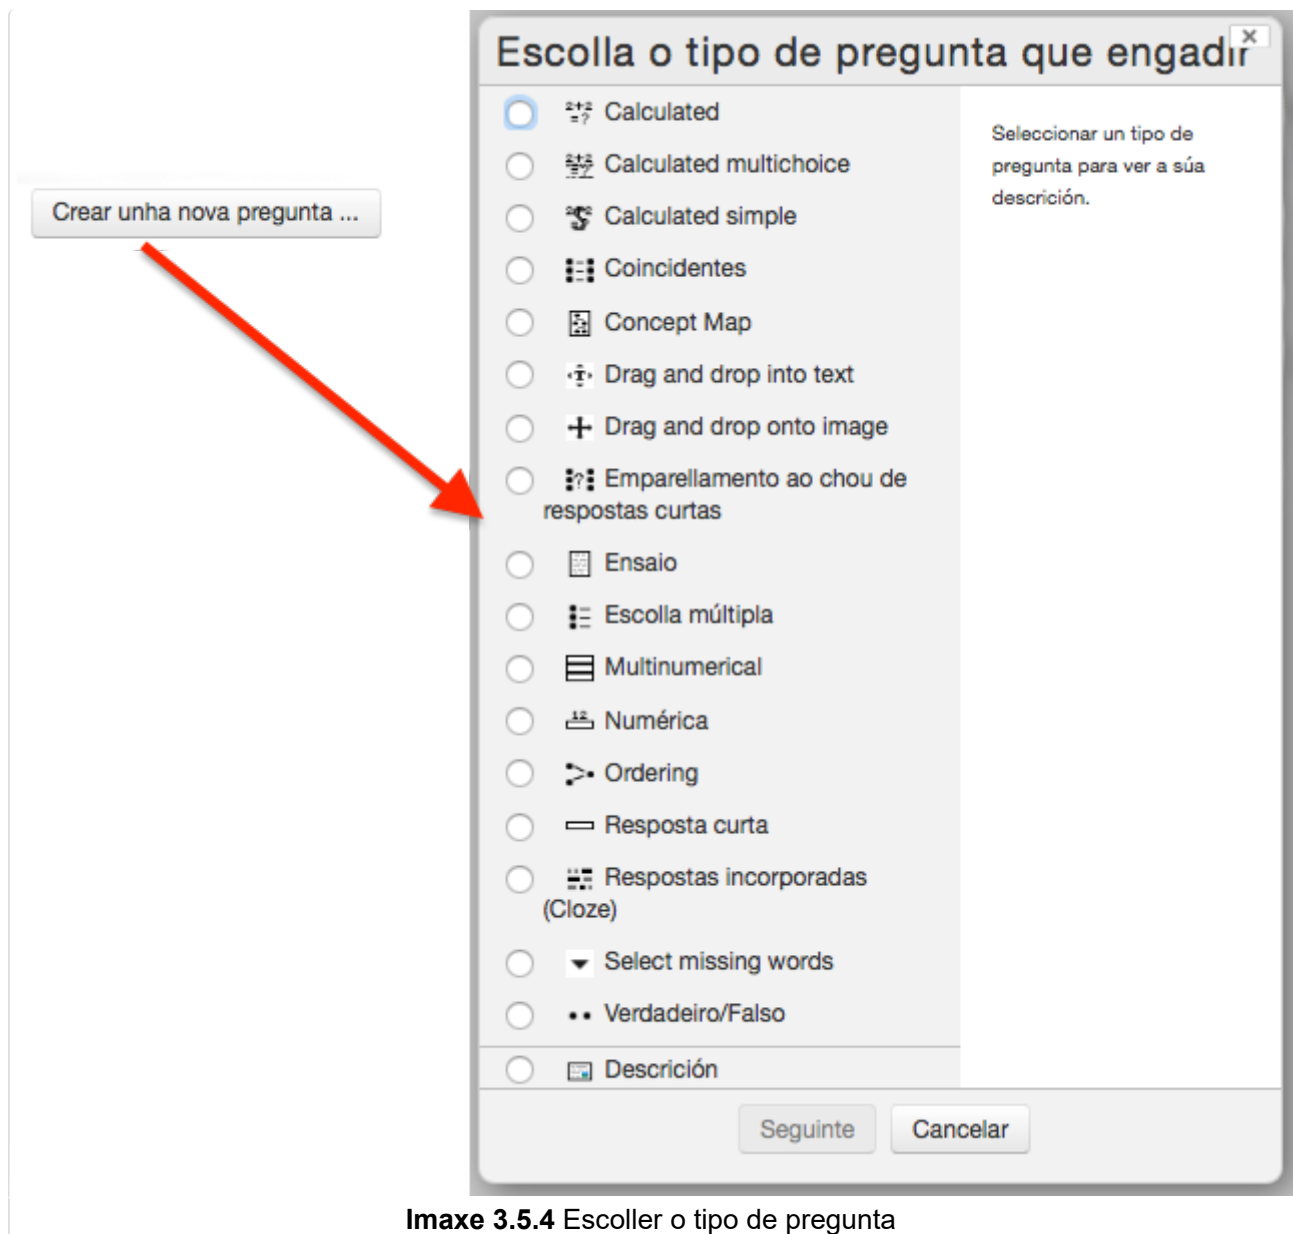 Escolla o tipo de pregunta que engadir
Crear unha nova pregunta ...
Calculated
Calculated multichoice
Calculated simple
Coincidentes
Concept Map
Drag and drop into text
Drag and drop onto image
Emparellamento ao chou de
respostas curtas
Ensaio
Escolla múltipla
Multinumerical
Numérica
Ordering
Resposta curta
Respostas incorporadas
(Cloze)
Select missing words
Verdadeiro/Falso
Descrición
Seleccionar un tipo de
pregunta para ver a súa
descrición.
Seguinte
Cancelar
Imaxe 3.5.4 Escoller o tipo de pregunta